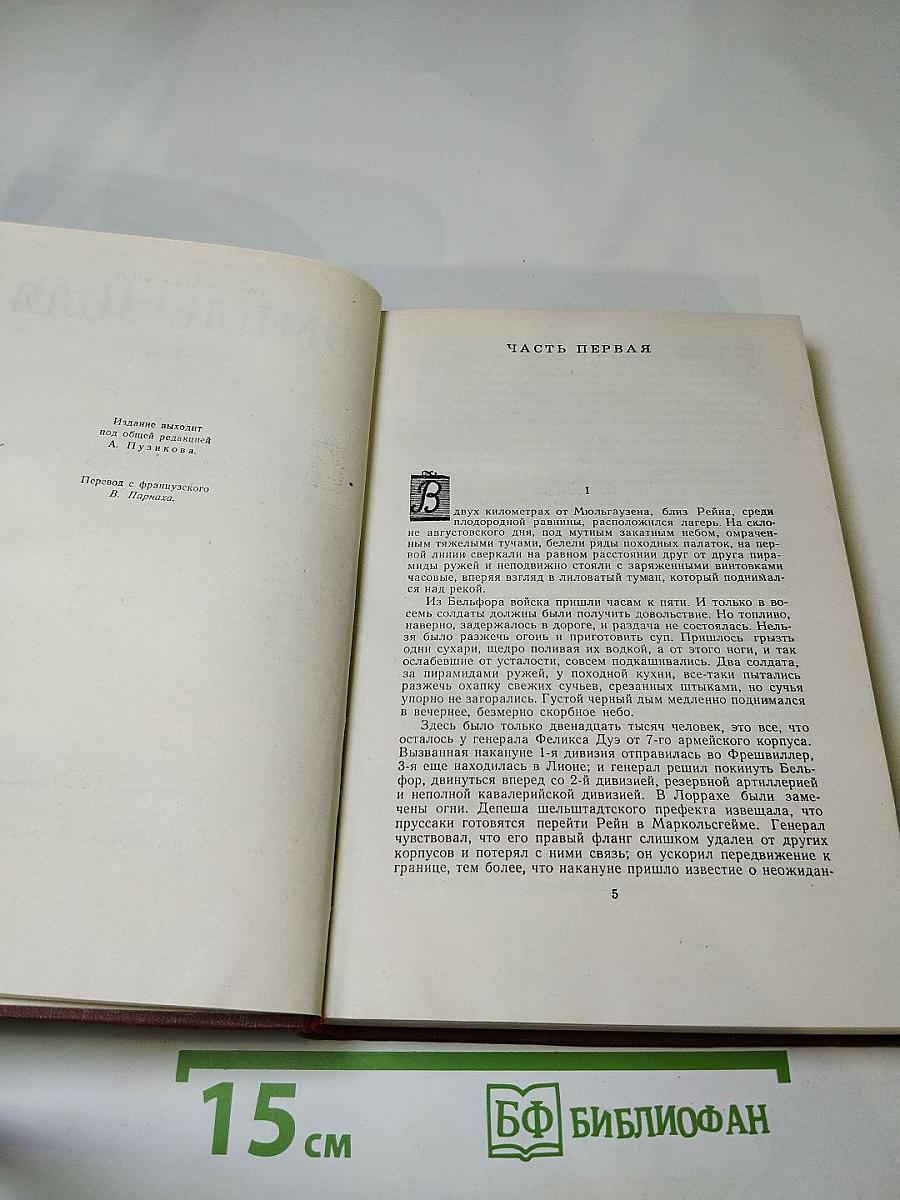 Издание выходит
под общей редакцией
А. Пузикова.
Перевод с французского
В. Парнаха.
ЧАСТЬ ПЕРВАЯ
I
В двух километрах от Мюльгаузена, близ Рейна, среди
плодородной равнины, расположился лагерь. На скло-
не августовского дня, под мутным закатным небом, омрачен-
ным тяжелыми тучами, белели ряды походных палаток, на пер-
вой линии сверкали на равном расстоянии друг от друга пира-
миды ружей и неподвижно стояли с заряженными винтовками
часовые, вперяя взгляд в лиловатый туман, который поднимал-
ся над рекой.
Из Бельфора войска пришли часам к пяти. И только в во-
семь солдаты должны были получить довольствие. Но топливо,
наверно, задержалось в дороге, и раздача не состоялась. Нель-
зя было разжечь огонь и приготовить суп. Пришлось грызть
одни сухари, щедро поливая их водкой, а от этого ноги, и так
ослабевшие от усталости, совсем подкашивались. Два солдата,
за пирамидами ружей, у походной кухни, все-таки пытались
разжечь охапку свежих сучьев, срезанных штыками, но сучья
упорно не загорались. Густой черный дым медленно поднимался
в вечернее, безмерно скорбное небо.
Здесь было только двенадцать тысяч человек, это все, что
осталось у генерала Феликса Дуэ от 7-го армейского корпуса.
Вызванная накануне 1-я дивизия отправилась во Фрешвиллер,
3-я еще находилась в Лионе; и генерал решил покинуть Бель-
фор, двинуться вперед со 2-й дивизией, резервной артиллерией
и неполной кавалерийской дивизией. В Лоррахе были заме-
чены огни. Депеша шельштадтского префекта извещала, что
пруссаки готовятся перейти Рейн в Маркольсгейме. Генерал
чувствовал, что его правый фланг слишком удален от других
корпусов и потерял с ними связь; он ускорил передвижение к
границе, тем более, что накануне пришло известие о неожидан-
5
15 см
БФ БИБЛИОФАН